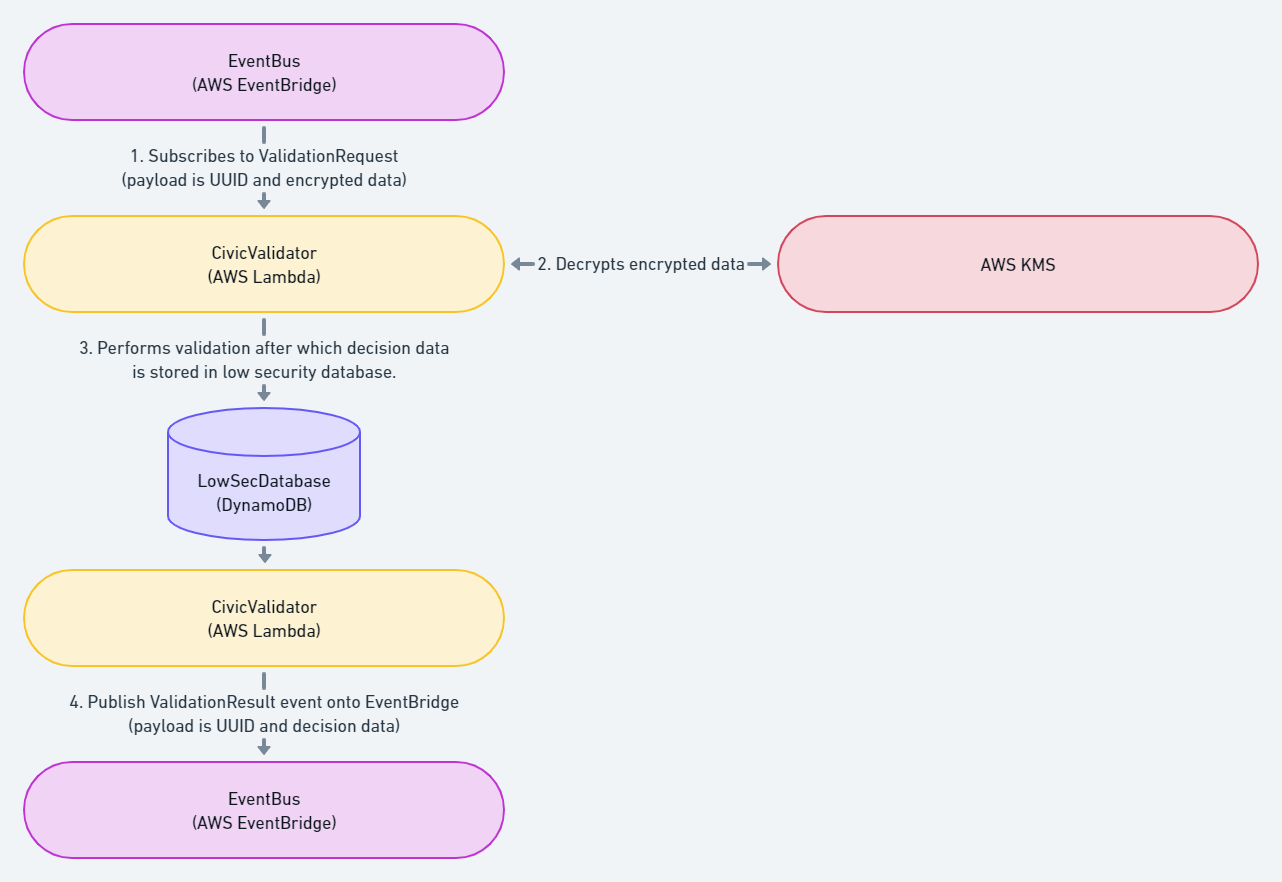 EventBus
(AWS EventBridge)
1. Subscribes to ValidationRequest
(payload is UUID and encrypted data)
CivicValidator
(AWS Lambda)
2. Decrypts encrypted data
AWS KMS
3. Performs validation after which decision data
is stored in low security database.
LowSecDatabase
(DynamoDB)
CivicValidator
(AWS Lambda)
4. Publish ValidationResult event onto EventBridge
(payload is UUID and decision data)
EventBus
(AWS EventBridge)